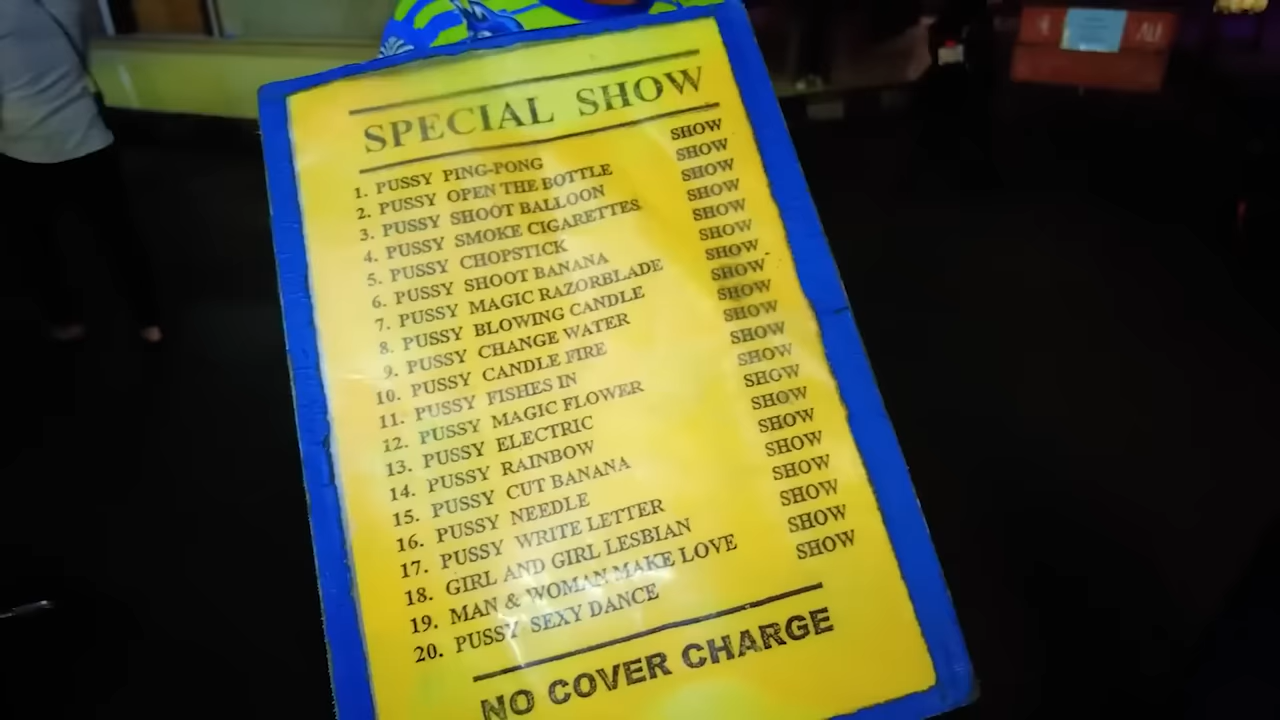 SPECIAL SHOW
1. PUSSY PING-PONG SHOW
2. PUSSY OPEN THE BOTTLE SHOW
3. PUSSY SHOOT BALLOON SHOW
4. PUSSY SMOKE CIGARETTES SHOW
5. PUSSY CHOPSTICK SHOW
6. PUSSY SHOOT BANANA SHOW
7. PUSSY MAGIC RAZORBLADE SHOW
8. PUSSY BLOWING CANDLE SHOW
9. PUSSY CHANGE WATER SHOW
10. PUSSY CANDLE FIRE SHOW
11. PUSSY FISHES IN SHOW
12. PUSSY MAGIC FLOWER SHOW
13. PUSSY ELECTRIC SHOW
14. PUSSY RAINBOW SHOW
15. PUSSY CUT BANANA SHOW
16. PUSSY NEEDLE SHOW
17. PUSSY WRITE LETTER SHOW
18. GIRL AND GIRL LESBIAN SHOW
19. MAN & WOMAN MAKE LOVE SHOW
20. PUSSY SEXY DANCE SHOW
NO COVER CHARGE